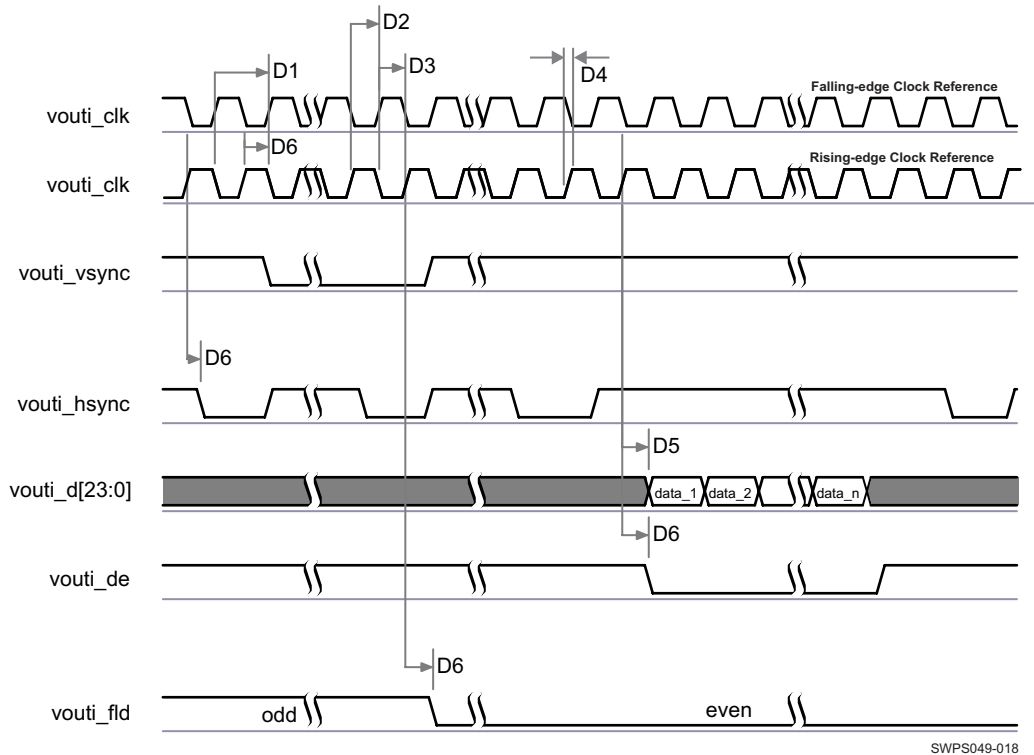 D2
D1
D3
D4
Falling-edge Clock Reference
vouti_clk
D6
Rising-edge Clock Reference
vouti_clk
vouti_vsync
D6
vouti_hsync
D5
vouti_d[23:0]
data_1 data_2 data_n
D6
vouti_de
D6
vouti_fld
odd even
SWPS049-018